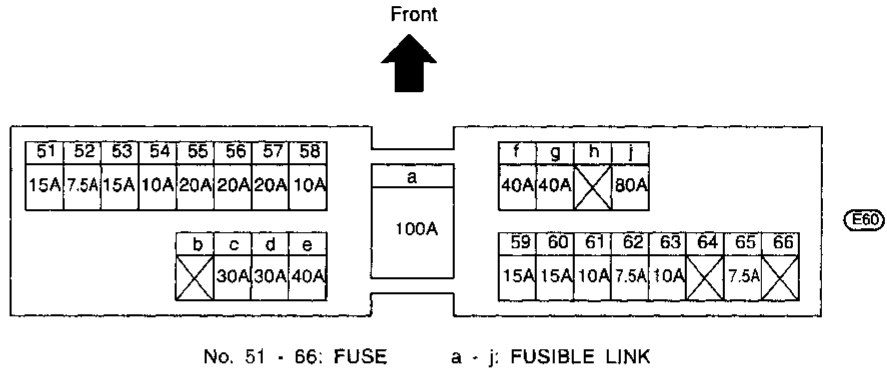 Front
51 52 53 54 55 56 57 58
15A 7.5A 15A 10A 20A 20A 20A 10A
b c d e
30A 30A 40A
a
100A
f g h j
40A 40A 80A
59 60 61 62 63 64 65 66
15A 15A 10A 7.5A 10A 7.5A
E60
No. 51 - 66: FUSE a - j: FUSIBLE LINK